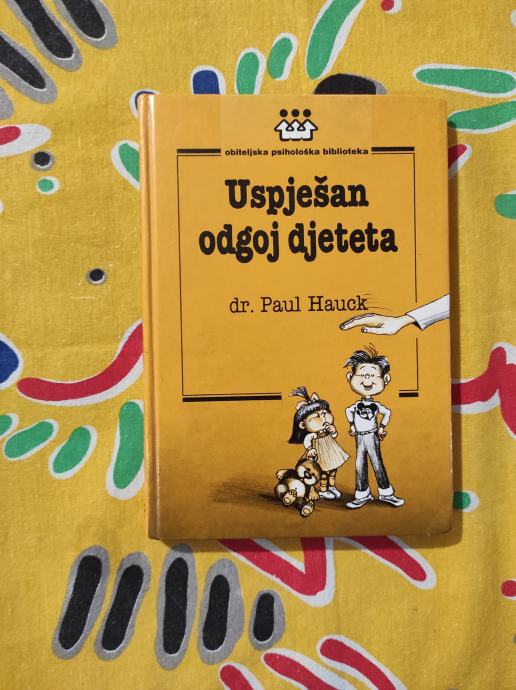 obiteljska psihološka biblioteka
Uspješan
odgoj djeteta
dr. Paul Hauck